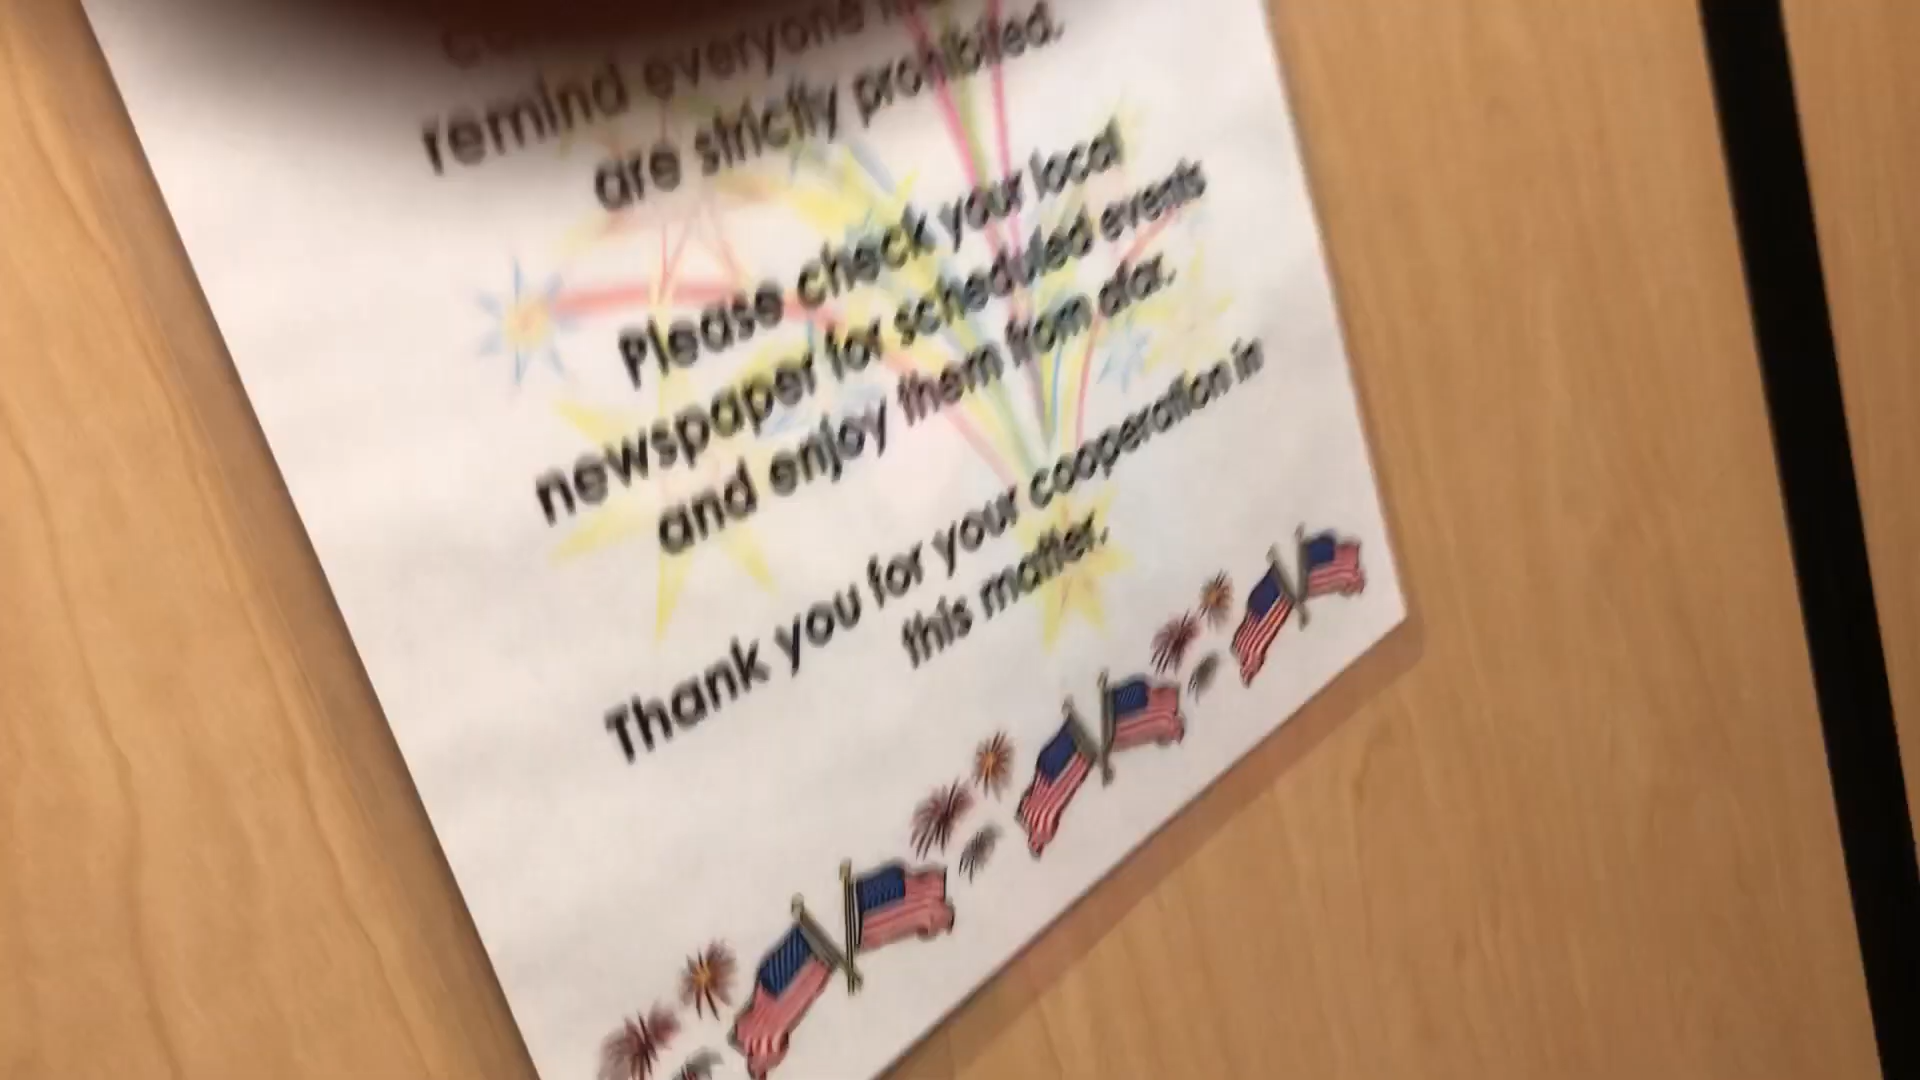 remind everyone
are strictly prohibited.
Please check your local
newspaper for scheduled events
and enjoy them from afar.
Thank you for your cooperation in
this matter.